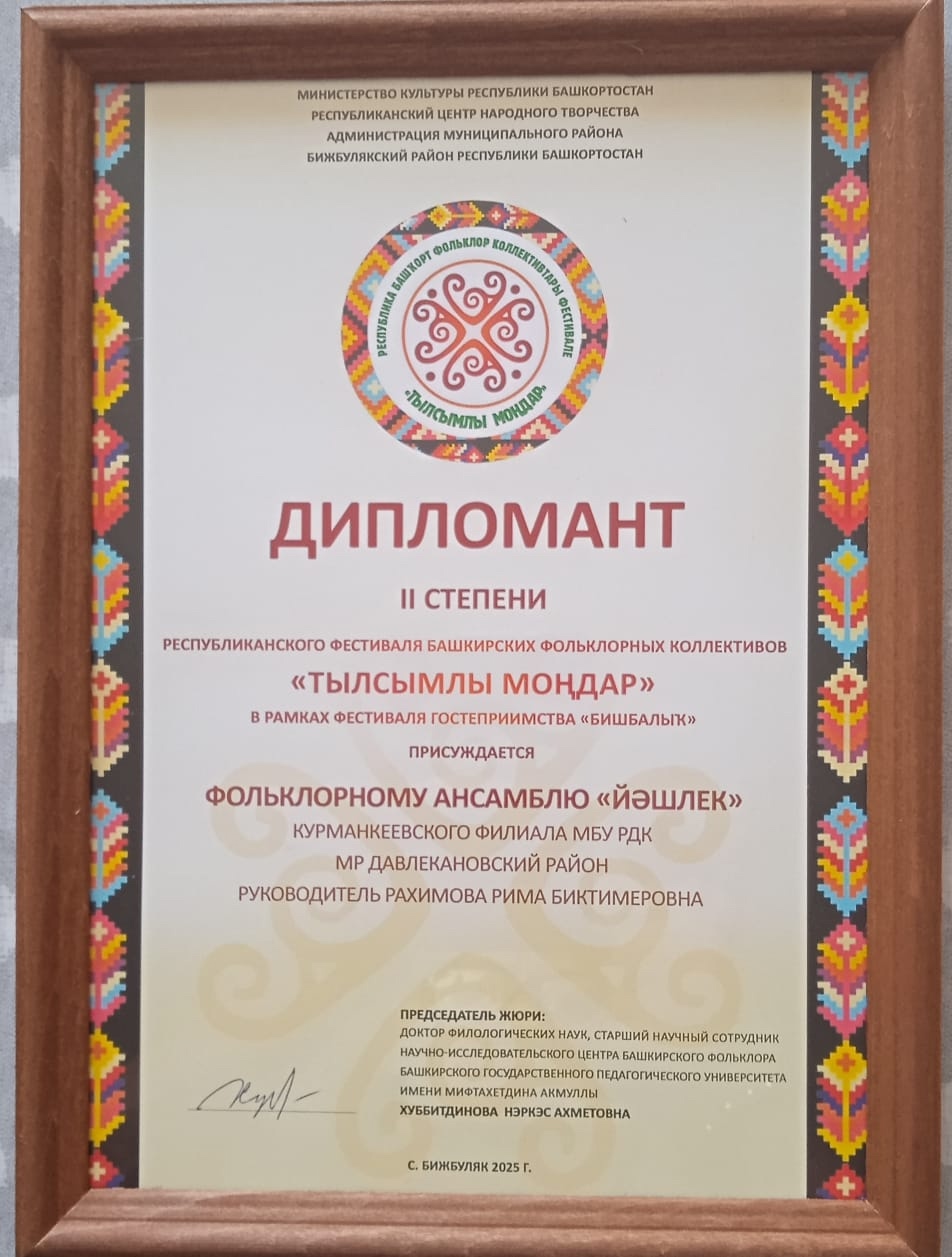 МИНИСТЕРСТВО КУЛЬТУРЫ РЕСПУБЛИКИ БАШКОРТОСТАН
РЕСПУБЛИКАНСКИЙ ЦЕНТР НАРОДНОГО ТВОРЧЕСТВА
АДМИНИСТРАЦИЯ МУНИЦИПАЛЬНОГО РАЙОНА
БИЖБУЛЯКСКИЙ РАЙОН РЕСПУБЛИКИ БАШКОРТОСТАН
РЕСПУБЛИКА БАШҠОРТ ФОЛЬКЛОР КОЛЛЕКТИВТАРЫ ФЕСТИВАЛЕ
«ТЫЛСЫМЛЫ МОҢДАР»
ДИПЛОМАНТ
II СТЕПЕНИ
РЕСПУБЛИКАНСКОГО ФЕСТИВАЛЯ БАШКИРСКИХ ФОЛЬКЛОРНЫХ КОЛЛЕКТИВОВ
«ТЫЛСЫМЛЫ МОҢДАР»
В РАМКАХ ФЕСТИВАЛЯ ГОСТЕПРИИМСТВА «БИШБАЛЫҠ»
ПРИСУЖДАЕТСЯ
ФОЛЬКЛОРНОМУ АНСАМБЛЮ «ЙӘШЛЕК»
КУРМАНКЕЕВСКОГО ФИЛИАЛА МБУ РДК
МР ДАВЛЕКАНОВСКИЙ РАЙОН
РУКОВОДИТЕЛЬ РАХИМОВА РИМА БИКТИМЕРОВНА
ПРЕДСЕДАТЕЛЬ ЖЮРИ:
ДОКТОР ФИЛОЛОГИЧЕСКИХ НАУК, СТАРШИЙ НАУЧНЫЙ СОТРУДНИК
НАУЧНО-ИССЛЕДОВАТЕЛЬСКОГО ЦЕНТРА БАШКИРСКОГО ФОЛЬКЛОРА
БАШКИРСКОГО ГОСУДАРСТВЕННОГО ПЕДАГОГИЧЕСКОГО УНИВЕРСИТЕТА
ИМЕНИ МИФТАХЕТДИНА АКМУЛЛЫ
ХУББИТДИНОВА НЭРКЭС АХМЕТОВНА
С. БИЖБУЛЯК 2025 Г.